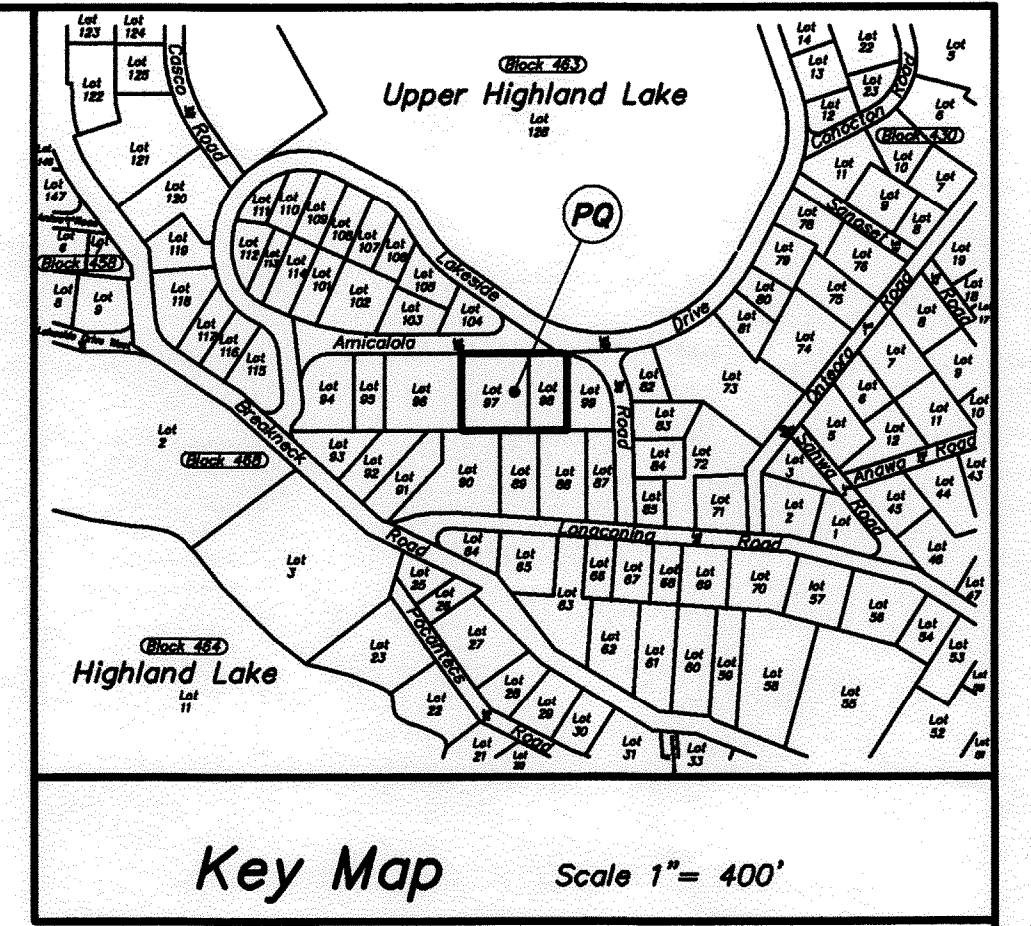 Lot 123
Lot 124
Lot 125
Lot 122
Casco Road
Lot 121
Lot 120
Lot 147
Lot 119
Block 458
Lot 8
Lot 9
Lot 118
Lot 117
Lot 116
Lot 115
Block 463
Upper Highland Lake
Lot 126
PQ
Lot 111
Lot 110
Lot 109
Lot 108
Lot 107
Lot 106
Lot 105
Lot 112
Lot 113
Lot 114
Lot 101
Lot 102
Lot 103
Lot 104
Lakeside Drive
Amicalola Road
Lot 94
Lot 95
Lot 96
Lot 97
Lot 98
Lot 99
Lot 14
Lot 13
Lot 12
Lot 22
Lot 23
Lot 5
Lot 6
Conocton Road
Block 430
Lot 11
Lot 10
Lot 9
Lot 8
Lot 7
Lot 78
Lot 79
Lot 80
Lot 81
Lot 76
Lot 75
Lot 74
Lot 73
Lot 19
Lot 18
Lot 17
Road
Lot 8
Lot 7
Lot 6
Lot 5
Lot 9
Lot 10
Lot 11
Lot 12
Anawa Road
Sahwa Road
Lot 43
Lot 44
Lot 45
Lot 46
Lot 47
Lot 82
Lot 83
Lot 84
Lot 85
Lot 72
Lot 71
Lot 3
Lot 2
Lot 1
Lot 2
Block 468
Breakneck Road
Lot 93
Lot 92
Lot 91
Lot 90
Lot 89
Lot 88
Lot 87
Longconing Road
Lot 64
Lot 65
Lot 63
Lot 66
Lot 67
Lot 68
Lot 69
Lot 70
lot 57
Lot 56
Lot 54
Lot 53
Lot 52
Lot 62
Lot 61
Lot 60
Lot 59
Lot 58
Lot 55
Lot 3
Lot 25
Lot 26
Lot 27
Lot 23
Lot 22
Lot 21
Lot 28
Lot 29
Lot 30
Lot 31
Lot 33
Road
Block 464
Highland Lake
Lot 11
Key Map
Scale 1"= 400'